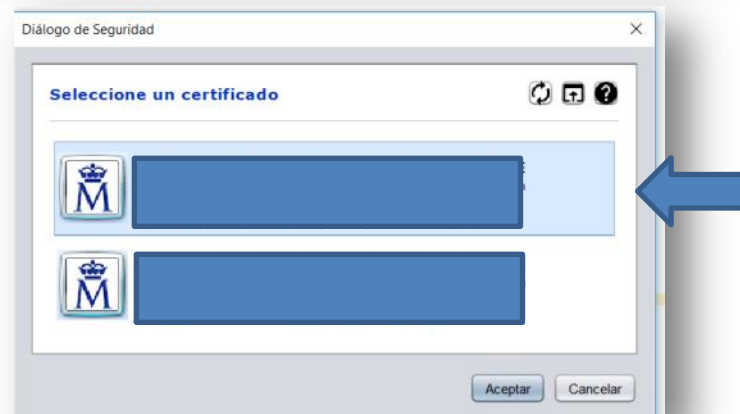 Diálogo de Seguridad
Seleccione un certificado
M
M
Aceptar Cancelar